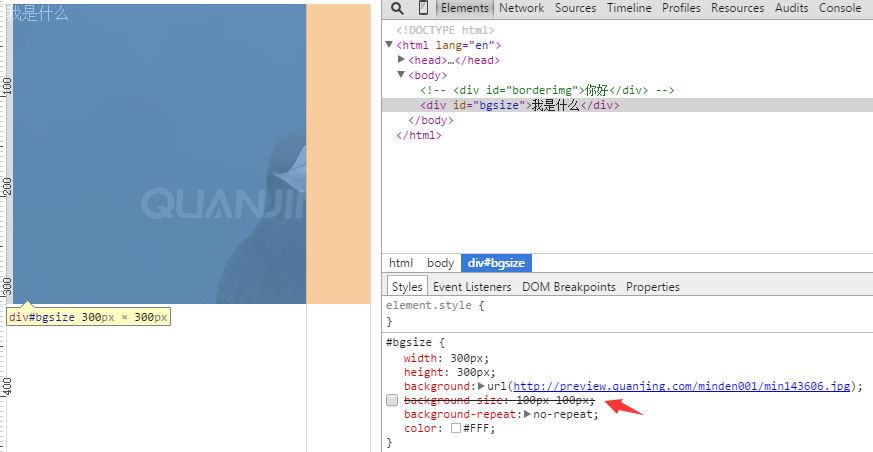 我是什么
QUANJIN
100
200
300
400
div#bgsize 300px × 300px
Elements Network Sources Timeline Profiles Resources Audits Console
<!DOCTYPE html>
▼<html lang="en">
▶<head>…</head>
▼<body>
<!-- <div id="borderimg">你好</div> -->
<div id="bgsize">我是什么</div>
</body>
</html>
html body div#bgsize
Styles Event Listeners DOM Breakpoints Properties
element.style {
}
#bgsize {
width: 300px;
height: 300px;
background:▶url(http://preview.quanjing.com/minden001/min143606.jpg);
background-size: 100px 100px;
background-repeat:▶no-repeat;
color: #FFF;
}